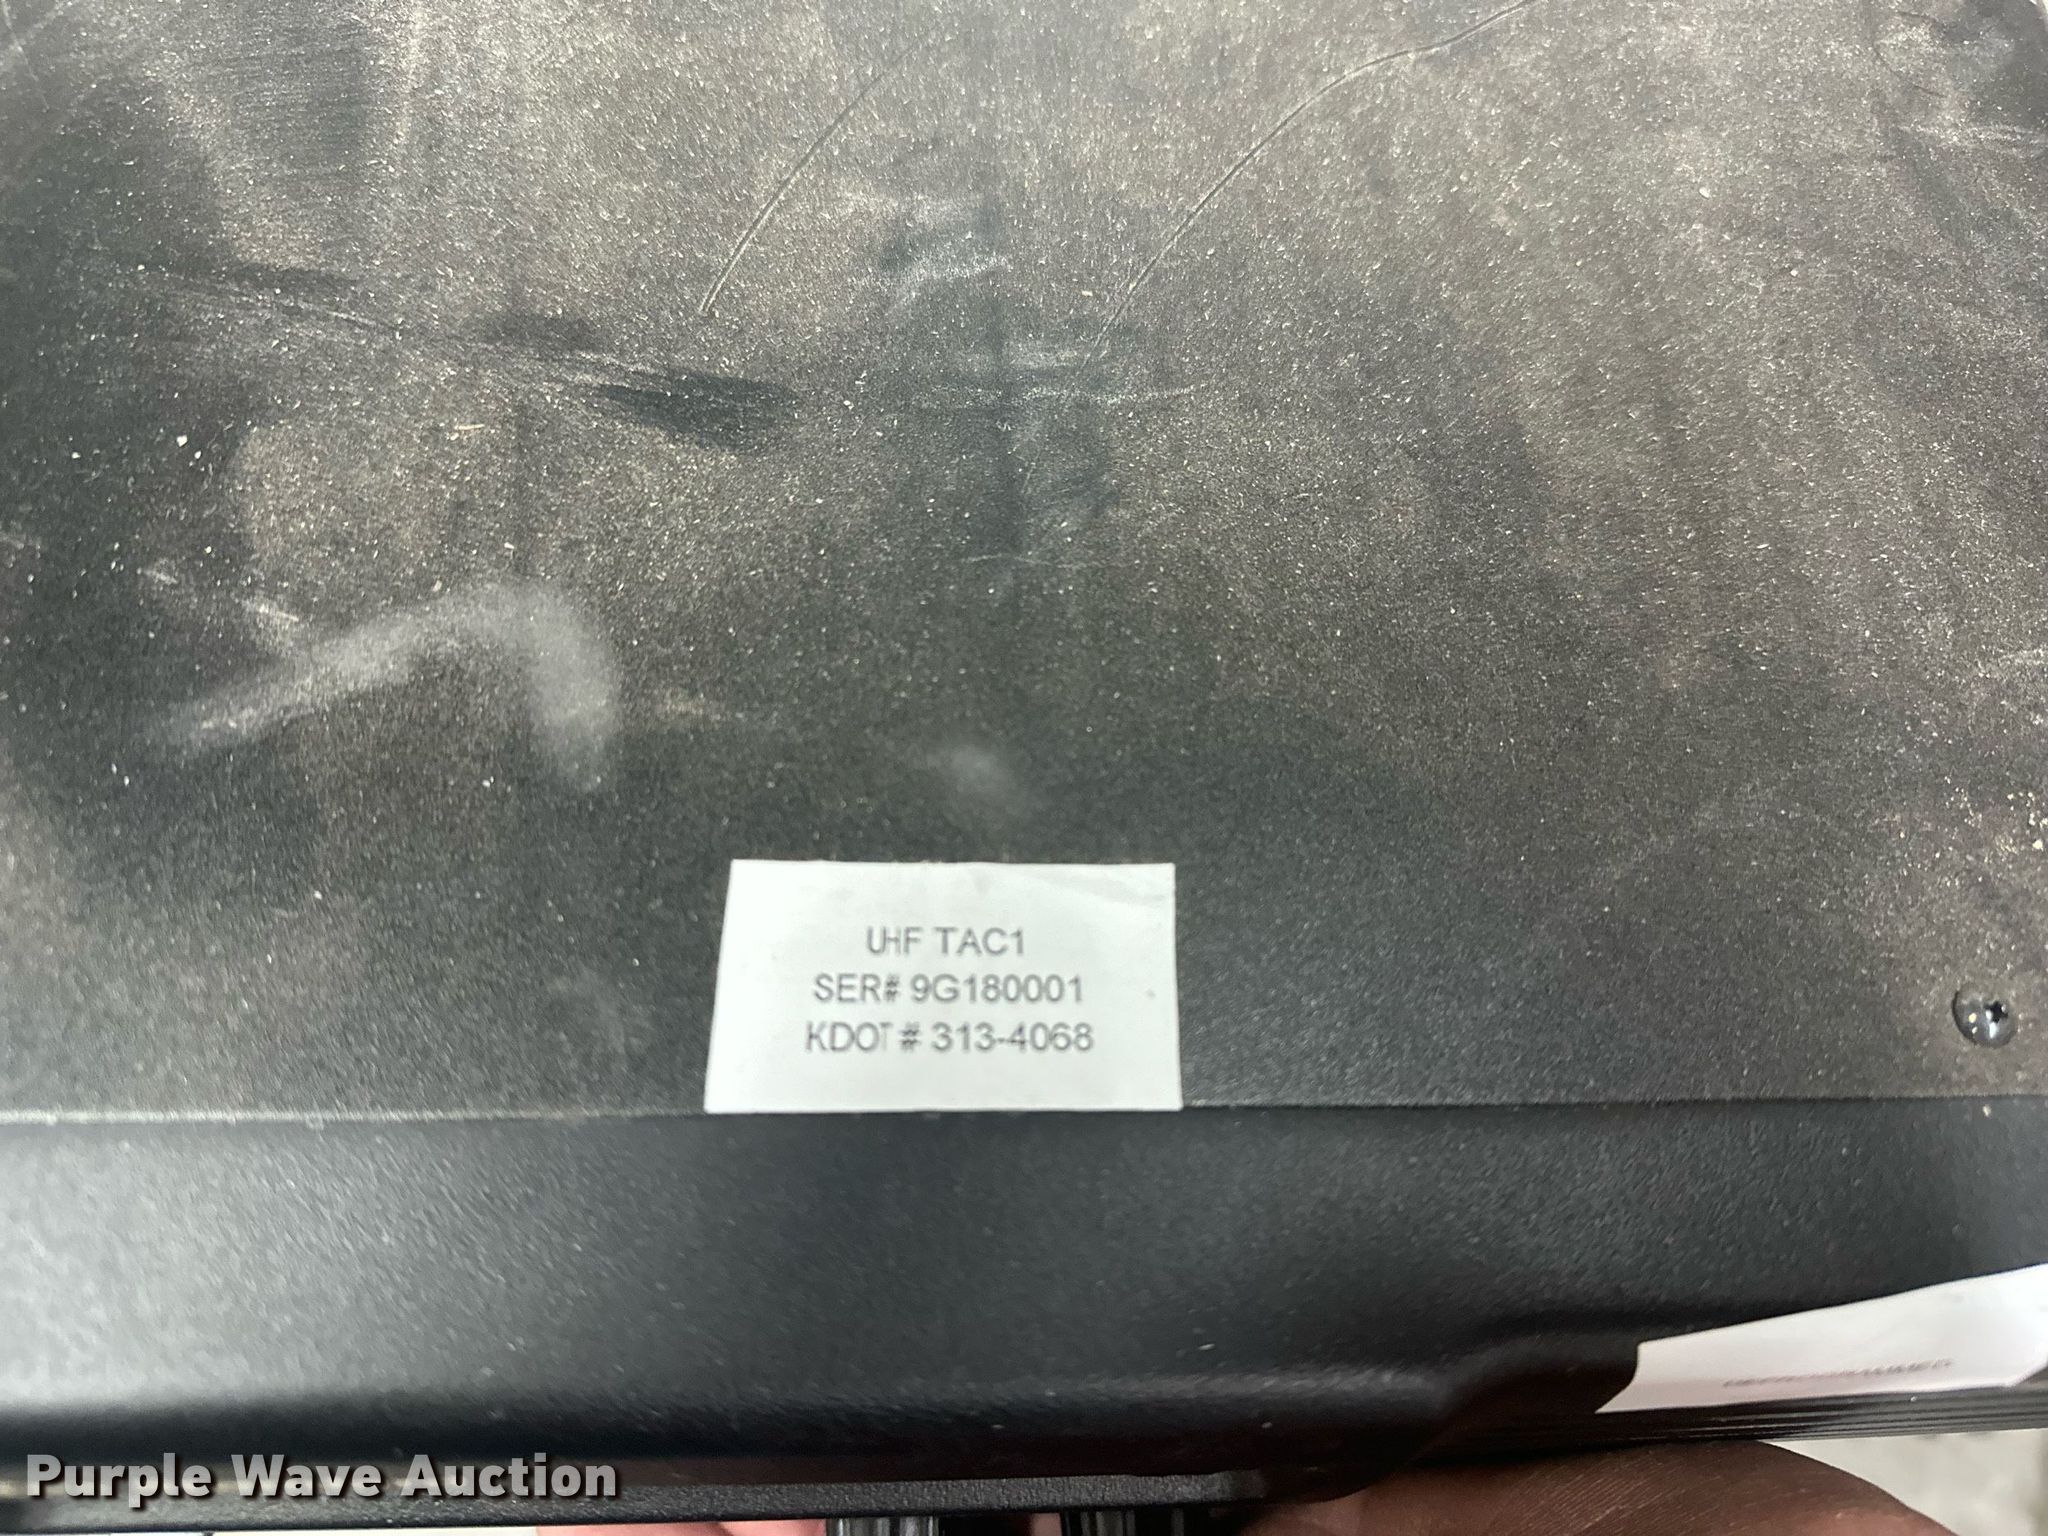 UHF TAC1
SER# 9G180001
KDOT # 313-4068
Purple Wave Auction